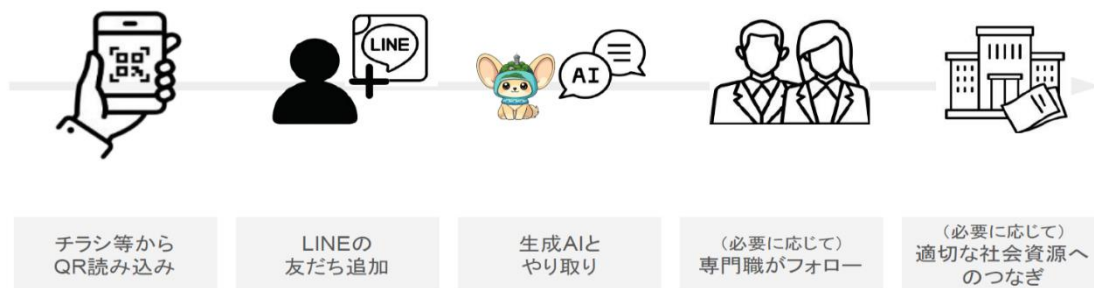 LINE
AI
チラシ等から
QR読み込み
LINEの
友だち追加
生成AIと
やり取り
（必要に応じて）
専門職がフォロー
（必要に応じて）
適切な社会資源へ
のつなぎ